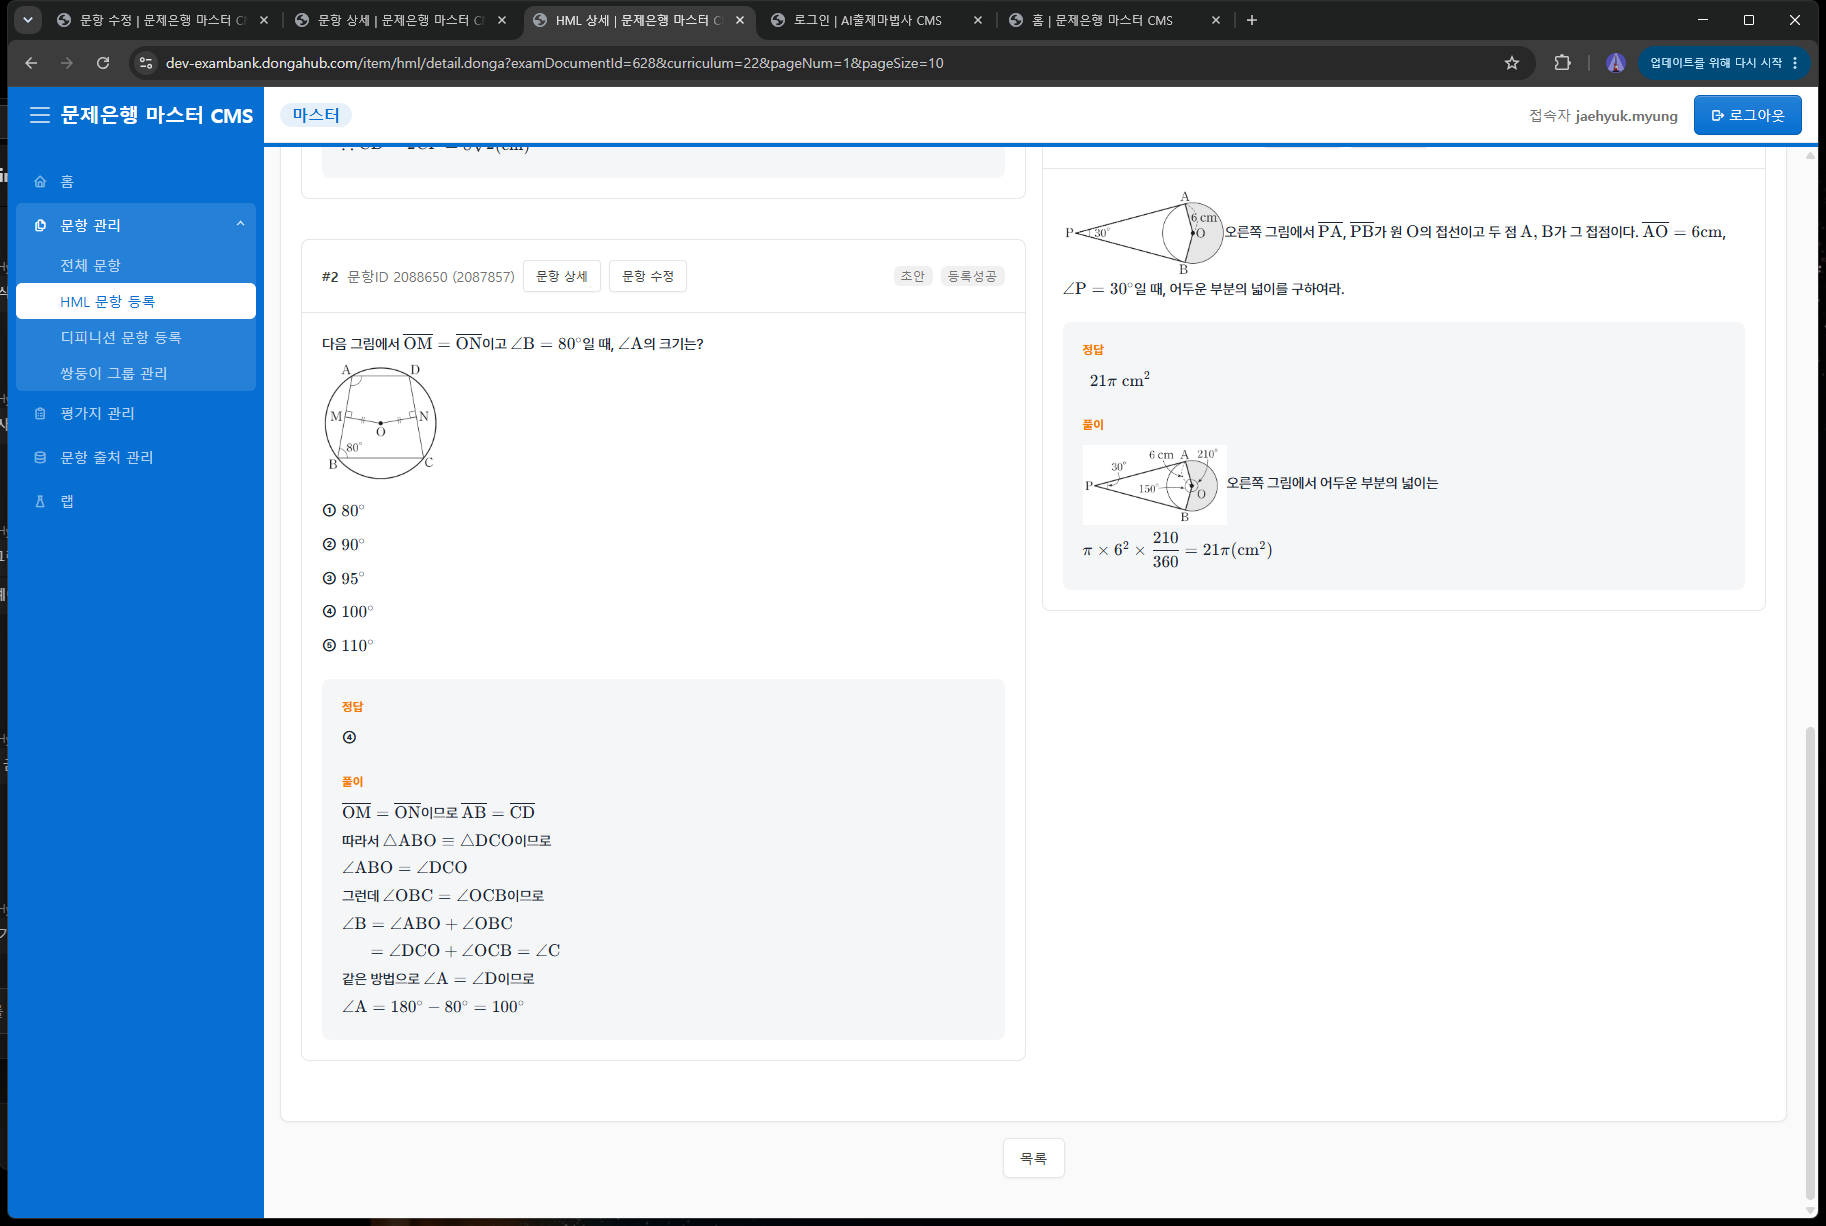 문항 수정 | 문제은행 마스터
문항 상세 | 문제은행 마스터
HML 상세 | 문제은행 마스터
로그인 | AI출제마법사 CMS
홈 | 문제은행 마스터 CMS
dev-exambank.dongahub.com/item/hml/detail.donga?examDocumentId=628&curriculum=22&pageNum=1&pageSize=10
업데이트를 위해 다시 시작
문제은행 마스터 CMS
마스터
접속자 jaehyuk.myung
로그아웃
홈
문항 관리
전체 문항
HML 문항 등록
디피니션 문항 등록
쌍둥이 그룹 관리
평가지 관리
문항 출처 관리
랩
#2 문항ID 2088650 (2087857) 문항 상세 문항 수정 초안 등록성공
다음 그림에서 OM = ON이고 ∠B = 80°일 때, ∠A의 크기는?
A D
M N
O
80°
B C
① 80°
② 90°
③ 95°
④ 100°
⑤ 110°
정답
④
풀이
OM = ON이므로 AB = CD
따라서 △ABO ≡ △DCO이므로
∠ABO = ∠DCO
그런데 ∠OBC = ∠OCB이므로
∠B = ∠ABO + ∠OBC
= ∠DCO + ∠OCB = ∠C
같은 방법으로 ∠A = ∠D이므로
∠A = 180° − 80° = 100°
A
6 cm
P 30° O
B
오른쪽 그림에서 PA, PB가 원 O의 접선이고 두 점 A, B가 그 접점이다. AO = 6cm,
∠P = 30°일 때, 어두운 부분의 넓이를 구하여라.
정답
21π cm²
풀이
6 cm A 210°
30°
P 150° O
B
오른쪽 그림에서 어두운 부분의 넓이는
π × 6² × 210/360 = 21π(cm²)
목록